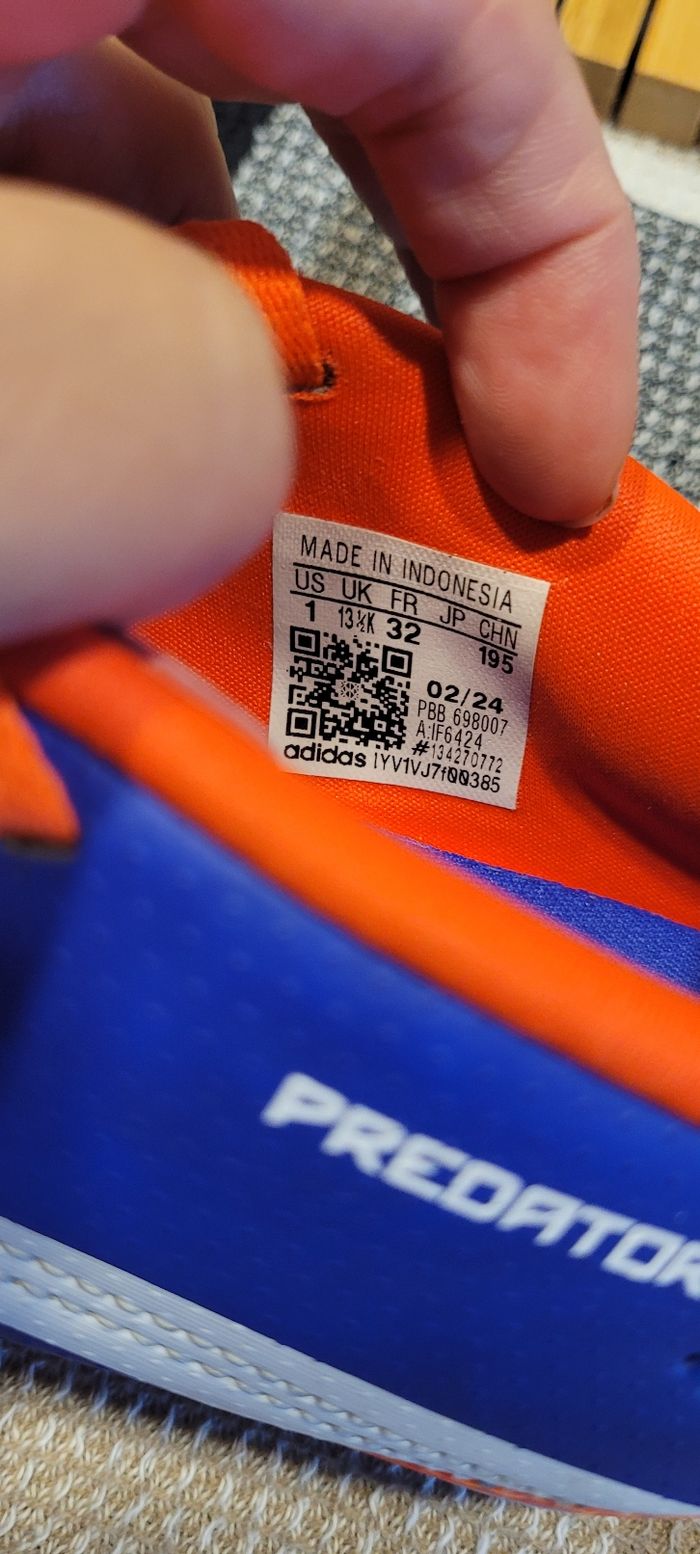 MADE IN INDONESIA
US UK FR JP CHN
1 13½K 32 195
02/24
PBB 698007
A:IF6424
#134270772
adidas IYV1VJ7f00385
PREDATOR